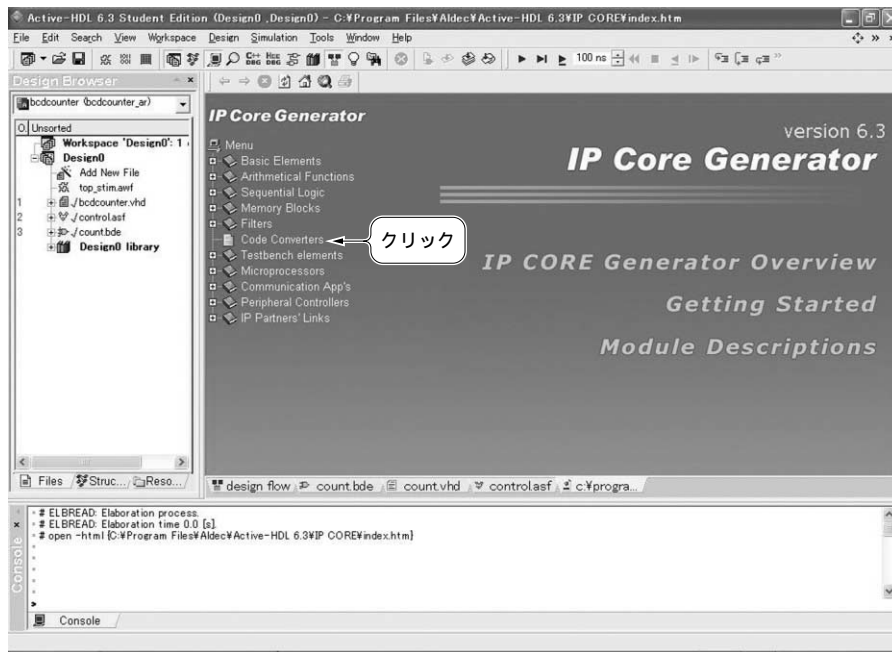 Active-HDL 6.3 Student Edition (Design0 ,Design0) - C:¥Program Files¥Aldec¥Active-HDL 6.3¥IP CORE¥index.htm
File Edit Search View Workspace Design Simulation Tools Window Help
100 ns
Design Browser
bcdcounter (bcdcounter_ar)
O. Unsorted
Workspace 'Design0': 1
Design0
Add New File
top_stim.awf
1 ./bcdcounter.vhd
2 ./control.asf
3 ./count.bde
Design0 library
Files Struc... Reso...
IP Core Generator
Menu
Basic Elements
Arithmetical Functions
Sequential Logic
Memory Blocks
Filters
Code Converters
Testbench elements
Microprocessors
Communication App's
Peripheral Controllers
IP Partners' Links
クリック
version 6.3
IP Core Generator
IP CORE Generator Overview
Getting Started
Module Descriptions
design flow count.bde count.vhd control.asf c:¥progra...
# ELBREAD: Elaboration process.
# ELBREAD: Elaboration time 0.0 [s].
# open -html {C:¥Program Files¥Aldec¥Active-HDL 6.3¥IP CORE¥index.htm}
>
Console
Console